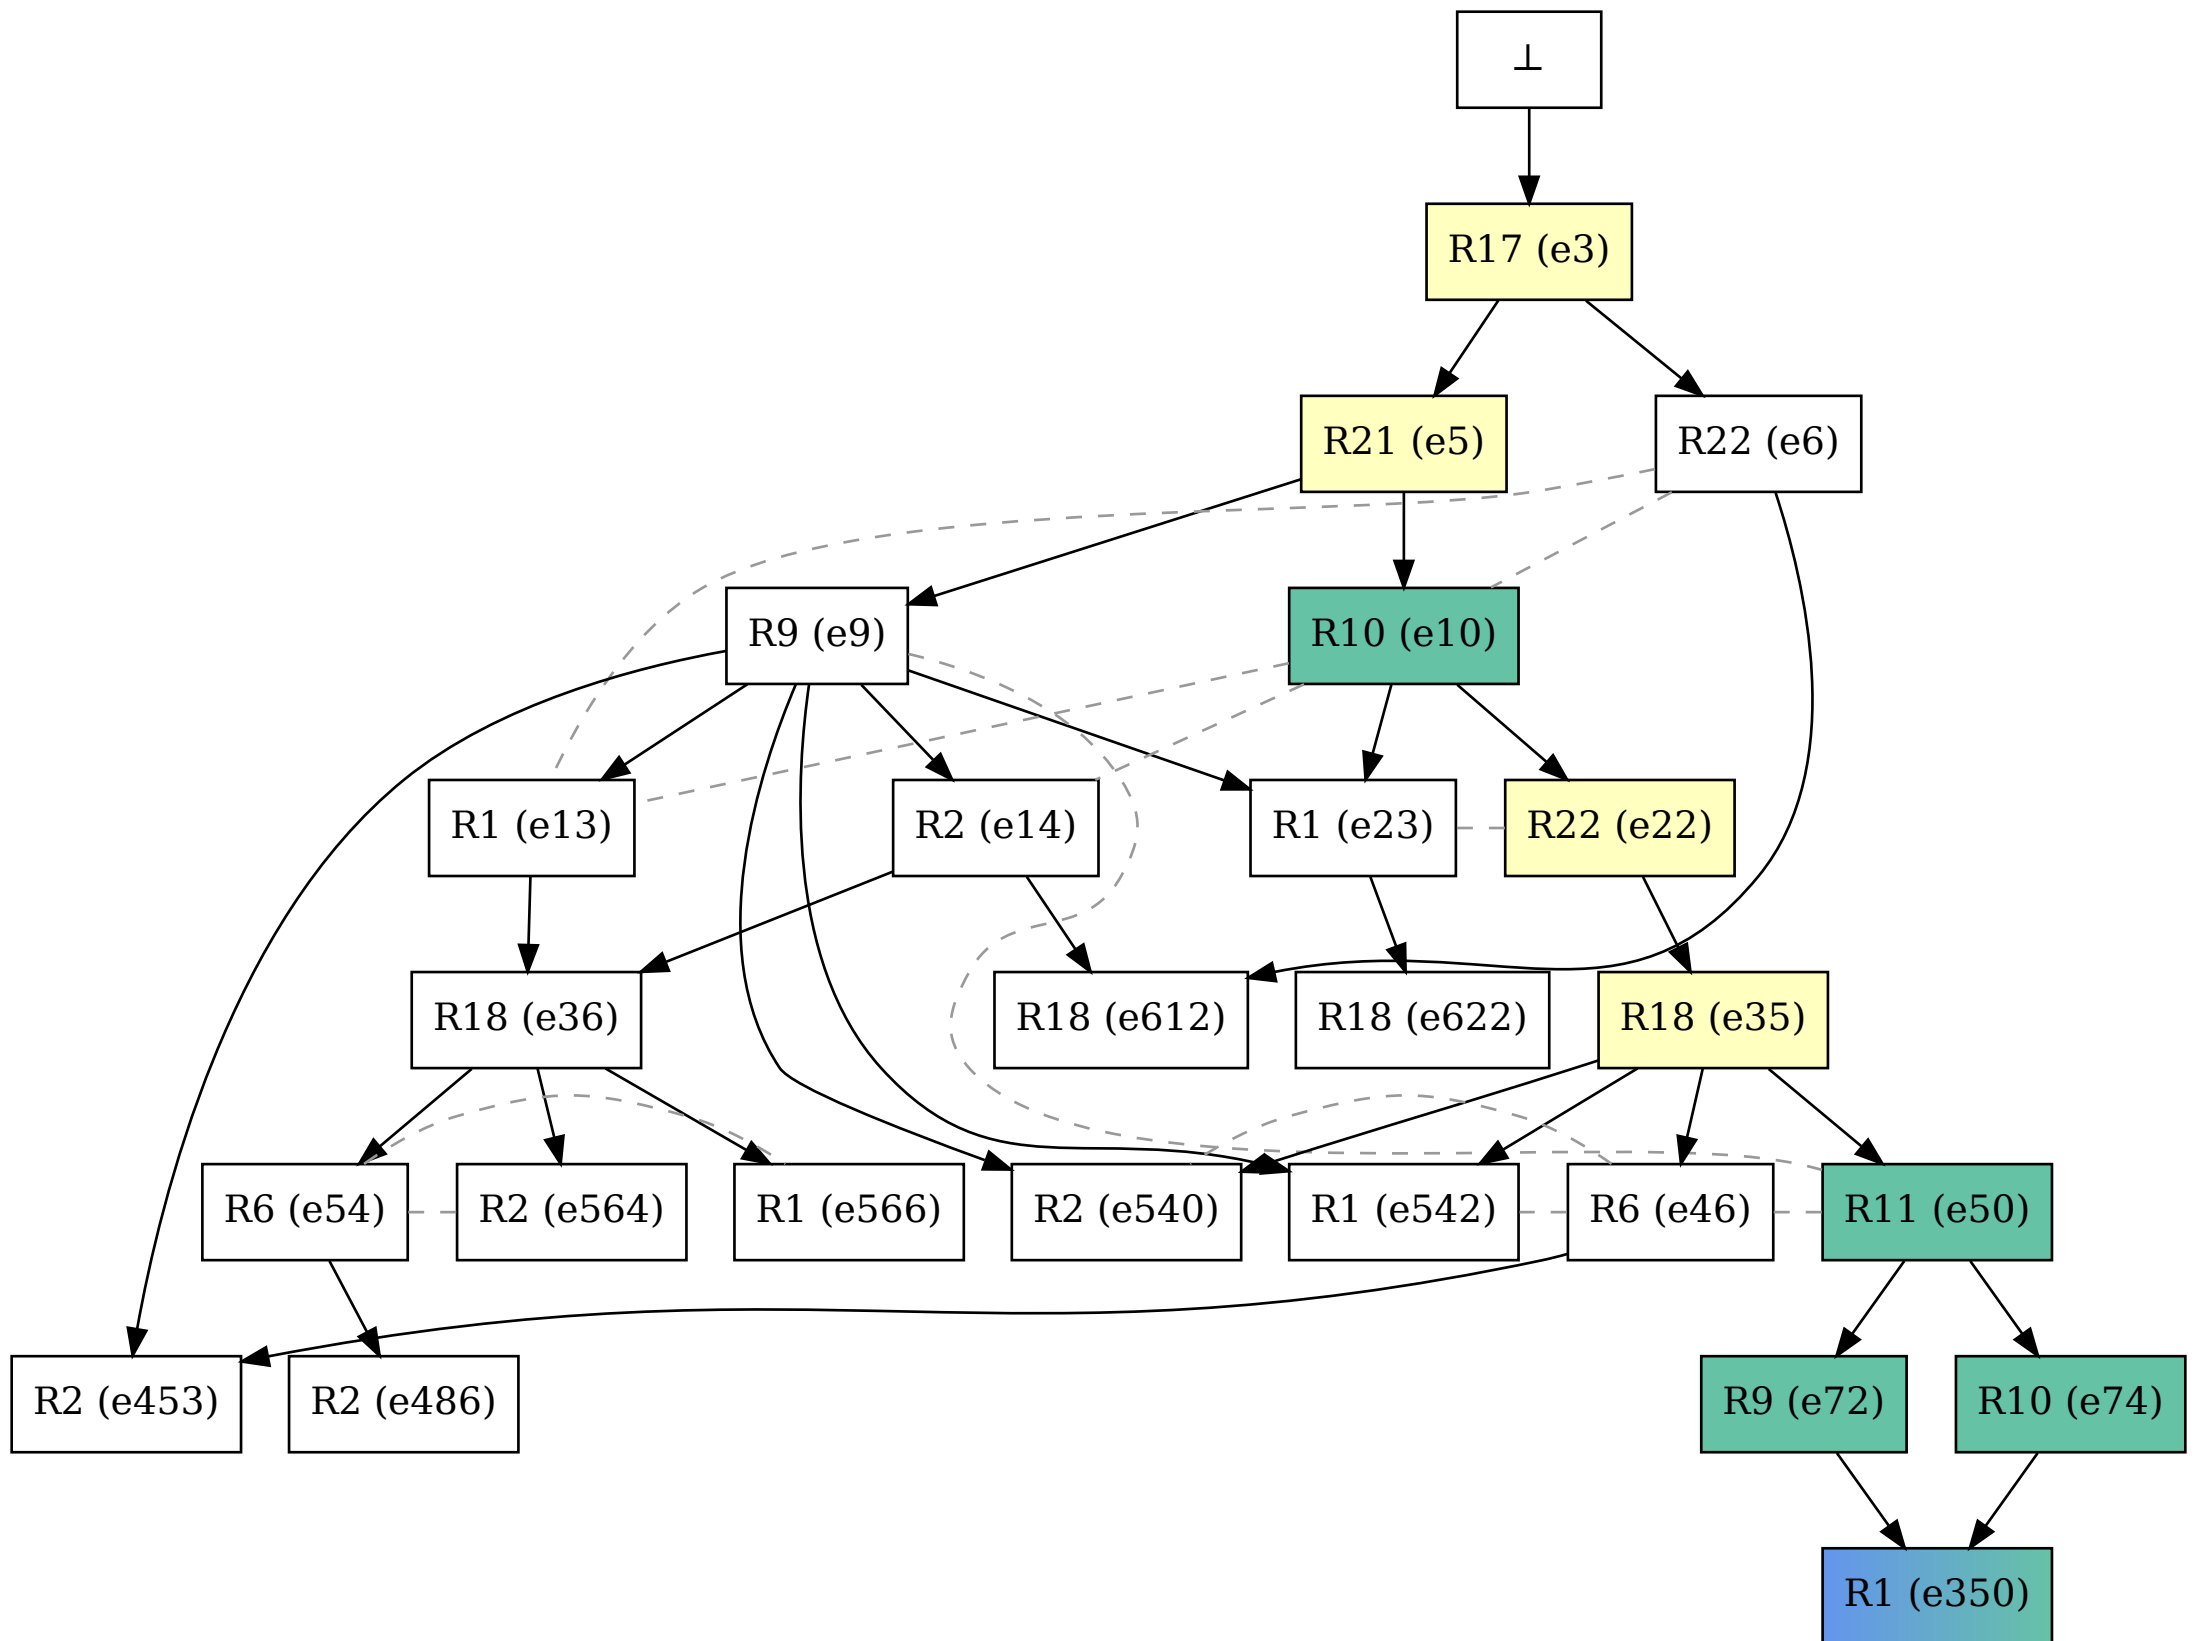 ⊥
R17 (e3)
R21 (e5)
R22 (e6)
R9 (e9)
R10 (e10)
R1 (e13)
R2 (e14)
R1 (e23)
R22 (e22)
R18 (e36)
R18 (e612)
R18 (e622)
R18 (e35)
R6 (e54)
R2 (e564)
R1 (e566)
R2 (e540)
R1 (e542)
R6 (e46)
R11 (e50)
R2 (e453)
R2 (e486)
R9 (e72)
R10 (e74)
R1 (e350)